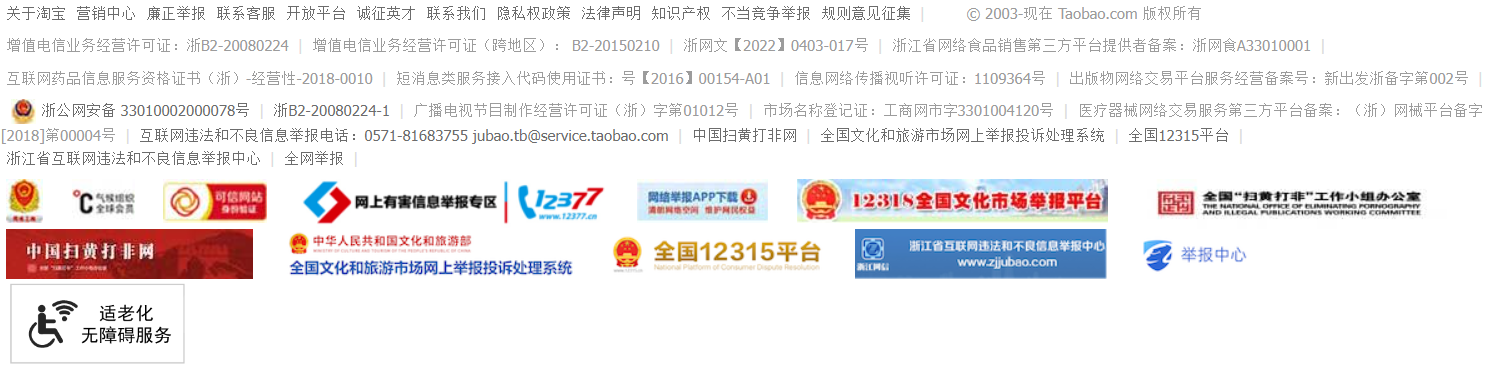 关于淘宝 营销中心 廉正举报 联系客服 开放平台 诚征英才 联系我们 隐私权政策 法律声明 知识产权 不当竞争举报 规则意见征集 | © 2003-现在 Taobao.com 版权所有
增值电信业务经营许可证：浙B2-20080224 | 增值电信业务经营许可证（跨地区）： B2-20150210 | 浙网文【2022】0403-017号 | 浙江省网络食品销售第三方平台提供者备案：浙网食A33010001 |
互联网药品信息服务资格证书（浙）-经营性-2018-0010 | 短消息类服务接入代码使用证书：号【2016】00154-A01 | 信息网络传播视听许可证：1109364号 | 出版物网络交易平台服务经营备案号：新出发浙备字第002号 |
浙公网安备 33010002000078号 | 浙B2-20080224-1 | 广播电视节目制作经营许可证（浙）字第01012号 | 市场名称登记证：工商网市字3301004120号 | 医疗器械网络交易服务第三方平台备案：（浙）网械平台备字
[2018]第00004号 | 互联网违法和不良信息举报电话：0571-81683755 jubao.tb@service.taobao.com | 中国扫黄打非网 | 全国文化和旅游市场网上举报投诉处理系统 | 全国12315平台 |
浙江省互联网违法和不良信息举报中心 | 全网举报 |
℃ 气候组织
全球会员
可信网站
身份验证
网上有害信息举报专区 12377
www.12377.cn
网络举报APP下载
清朗网络空间 维护网民权益
12318全国文化市场举报平台
全国“扫黄打非”工作小组办公室
THE NATIONAL OFFICE OF ELIMINATING PORNOGRAPHY
AND ILLEGAL PUBLICATIONS WORKING COMMITTEE
中国扫黄打非网
中华人民共和国文化和旅游部
MINISTRY OF CULTURE AND TOURISM OF THE PEOPLE'S REPUBLIC OF CHINA
全国文化和旅游市场网上举报投诉处理系统
全国12315平台
National Platform of Consumer Dispute Resolution
浙江网信
浙江省互联网违法和不良信息举报中心
www.zjjubao.com
举报中心
适老化
无障碍服务